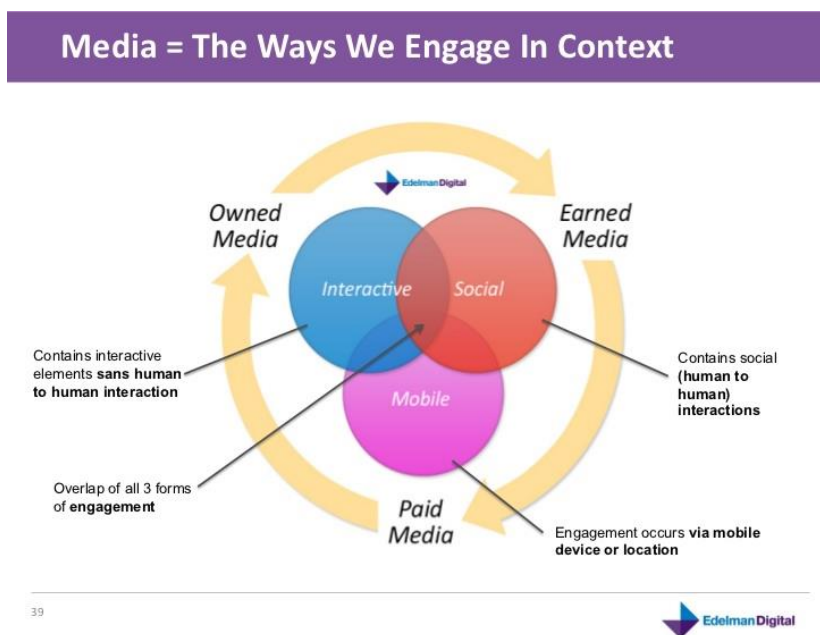 Media = The Ways We Engage In Context
EdelmanDigital
Owned
Media
Earned
Media
Interactive
Social
Contains interactive
elements sans human
to human interaction
Contains social
(human to
human)
interactions
Mobile
Overlap of all 3 forms
of engagement
Paid
Media
Engagement occurs via mobile
device or location
39
EdelmanDigital